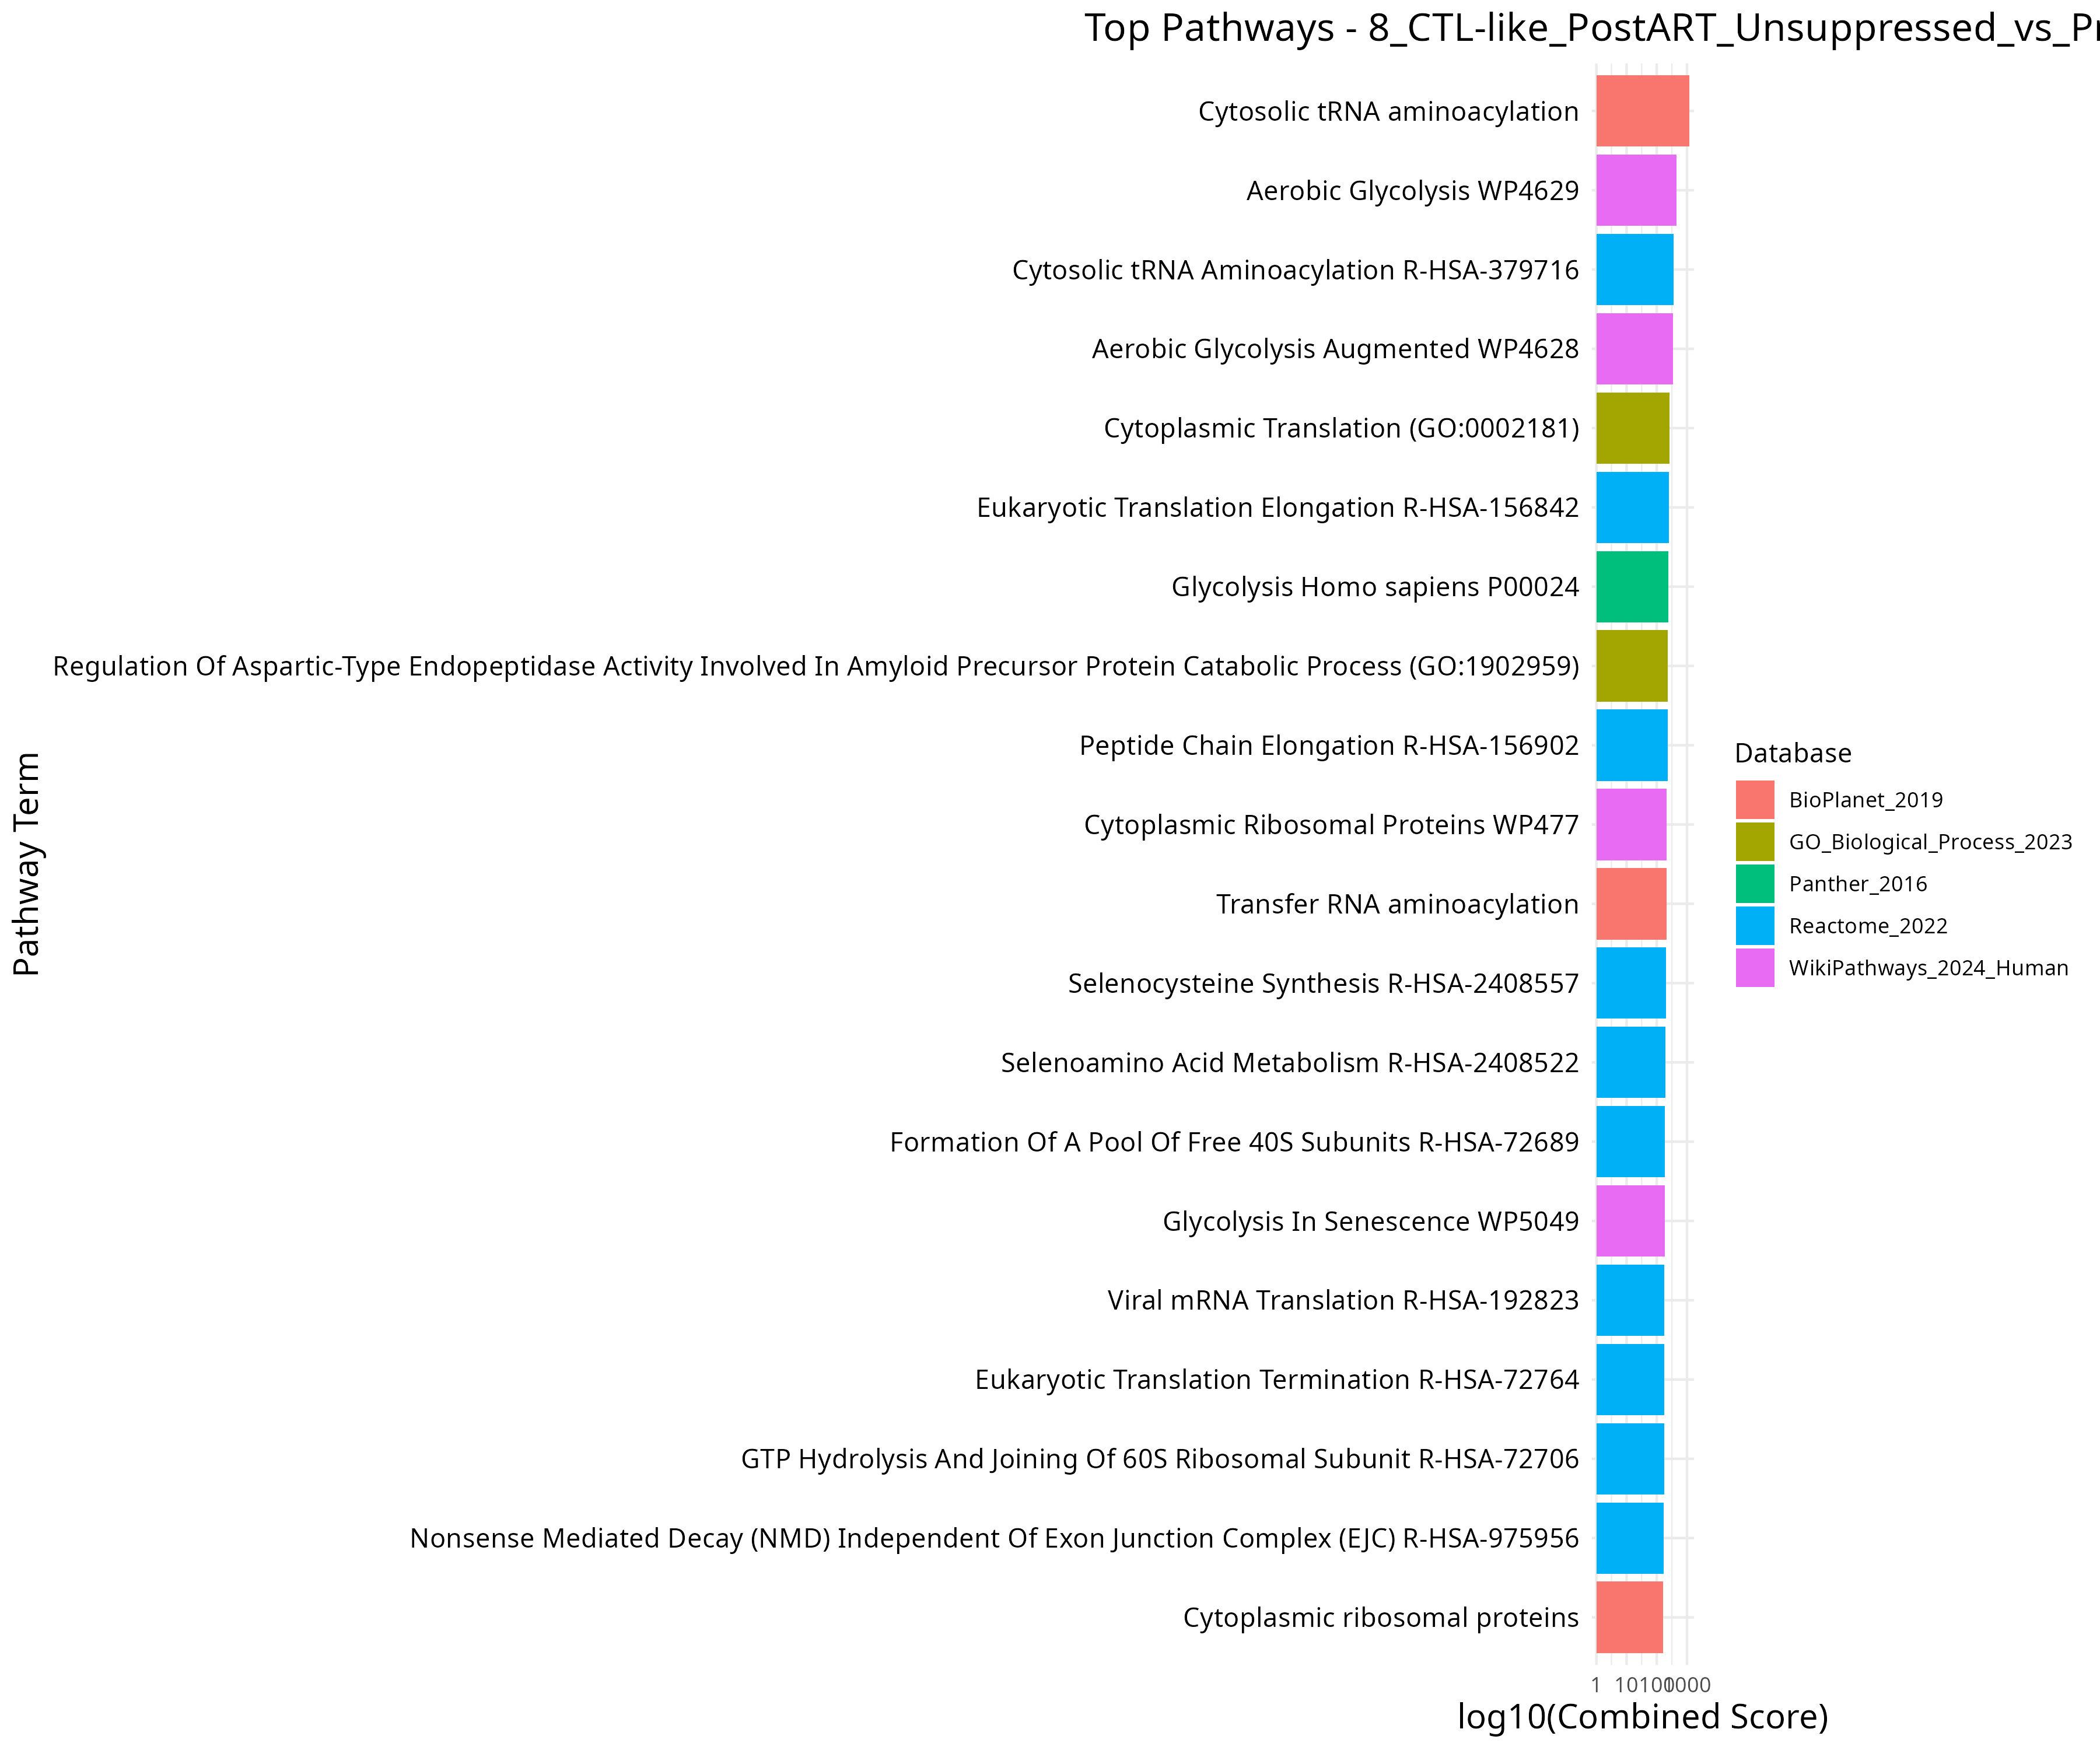 Top Pathways - 8_CTL-like_PostART_Unsuppressed_vs_Pr
Pathway Term
Cytosolic tRNA aminoacylation
Aerobic Glycolysis WP4629
Cytosolic tRNA Aminoacylation R-HSA-379716
Aerobic Glycolysis Augmented WP4628
Cytoplasmic Translation (GO:0002181)
Eukaryotic Translation Elongation R-HSA-156842
Glycolysis Homo sapiens P00024
Regulation Of Aspartic-Type Endopeptidase Activity Involved In Amyloid Precursor Protein Catabolic Process (GO:1902959)
Peptide Chain Elongation R-HSA-156902
Cytoplasmic Ribosomal Proteins WP477
Transfer RNA aminoacylation
Selenocysteine Synthesis R-HSA-2408557
Selenoamino Acid Metabolism R-HSA-2408522
Formation Of A Pool Of Free 40S Subunits R-HSA-72689
Glycolysis In Senescence WP5049
Viral mRNA Translation R-HSA-192823
Eukaryotic Translation Termination R-HSA-72764
GTP Hydrolysis And Joining Of 60S Ribosomal Subunit R-HSA-72706
Nonsense Mediated Decay (NMD) Independent Of Exon Junction Complex (EJC) R-HSA-975956
Cytoplasmic ribosomal proteins
1 10 100 1000
log10(Combined Score)
Database
BioPlanet_2019
GO_Biological_Process_2023
Panther_2016
Reactome_2022
WikiPathways_2024_Human